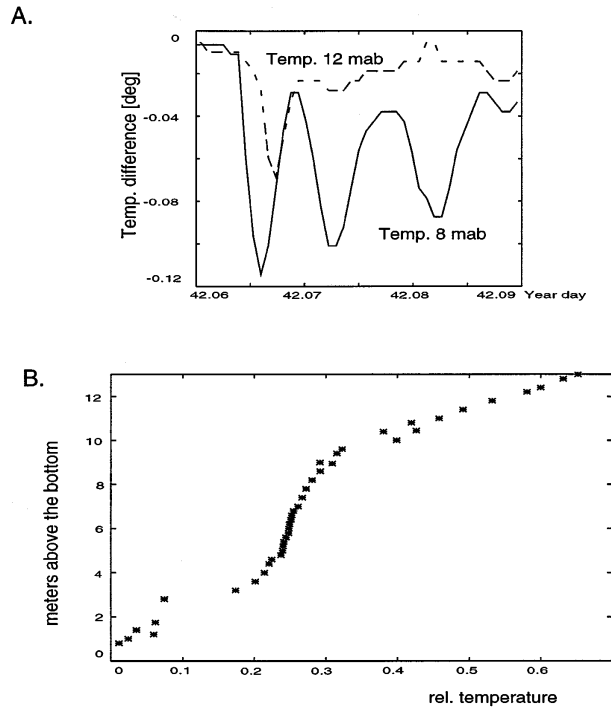 A.
0
-0.04
-0.08
-0.12
Temp. difference [deg]
Temp. 12 mab
Temp. 8 mab
42.06 42.07 42.08 42.09 Year day
B.
12
10
8
6
4
2
0
meters above the bottom
0 0.1 0.2 0.3 0.4 0.5 0.6
rel. temperature